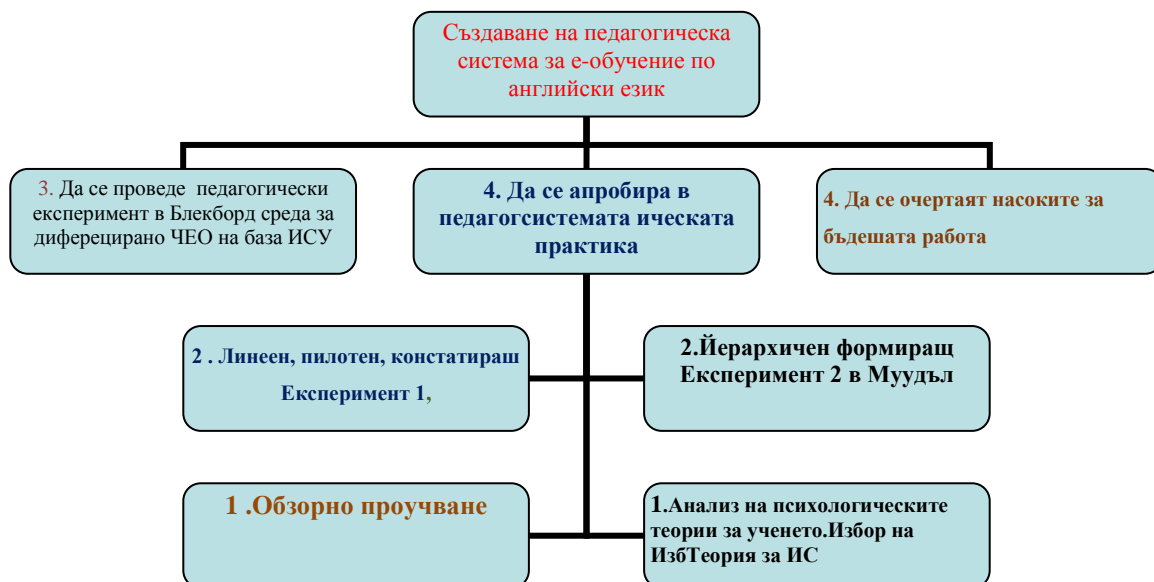 Създаване на педагогическа
система за е-обучение по
английски език
3. Да се проведе педагогически
експеримент в Блекборд среда за
диферецирано ЧЕО на база ИСУ
4. Да се апробира в
педагогсистемата ическата
практика
4. Да се очертаят насоките за
бъдешата работа
2 . Линеен, пилотен, констатираш
Експеримент 1,
2.Йерархичен формиращ
Експеримент 2 в Муудъл
1 .Обзорно проучване
1.Анализ на психологическите
теории за ученето.Избор на
ИзбТеория за ИС